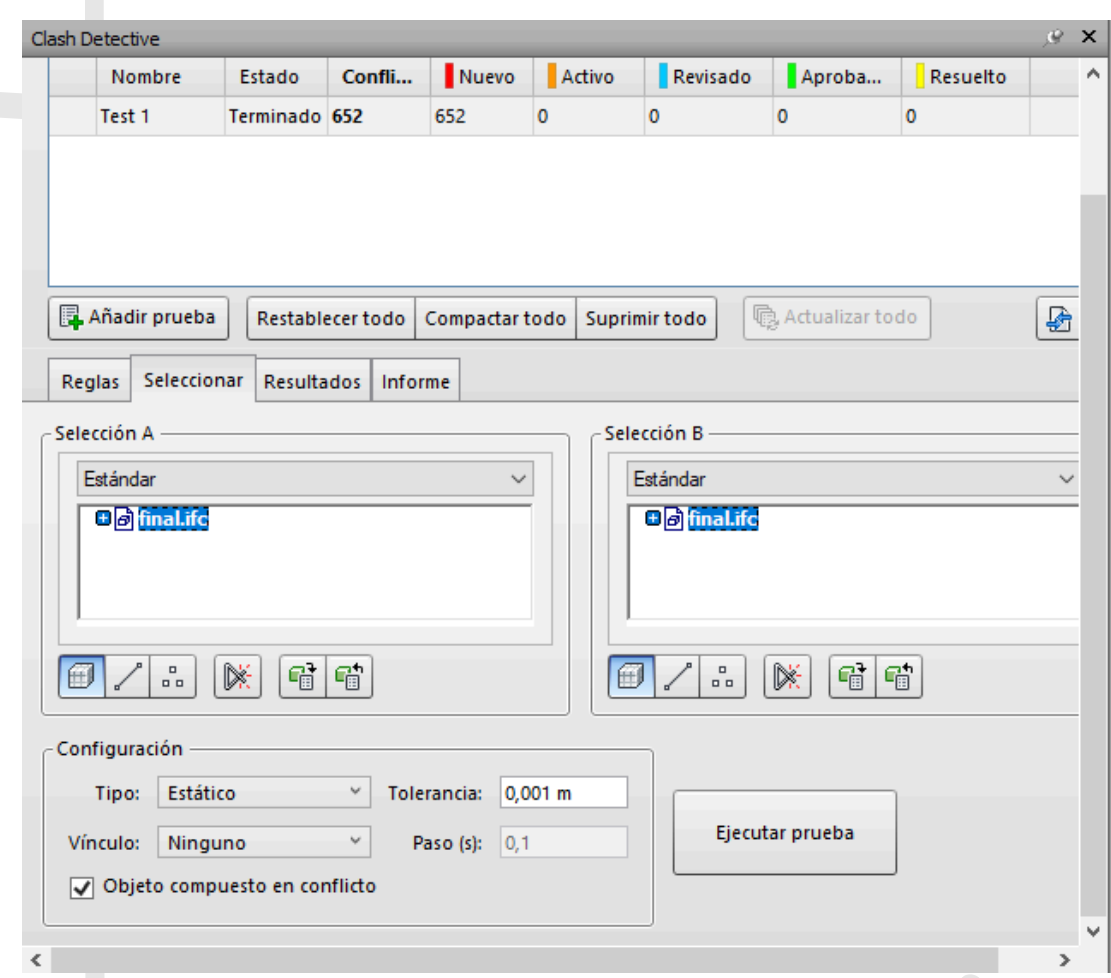 Clash Detective
Nombre Estado Confli... Nuevo Activo Revisado Aproba... Resuelto
Test 1 Terminado 652 652 0 0 0 0
Añadir prueba Restablecer todo Compactar todo Suprimir todo Actualizar todo
Reglas Seleccionar Resultados Informe
Selección A Selección B
Estándar Estándar
final.ifc final.ifc
Configuración
Tipo: Estático Tolerancia: 0,001 m
Vínculo: Ninguno Paso (s): 0,1
Ejecutar prueba
Objeto compuesto en conflicto